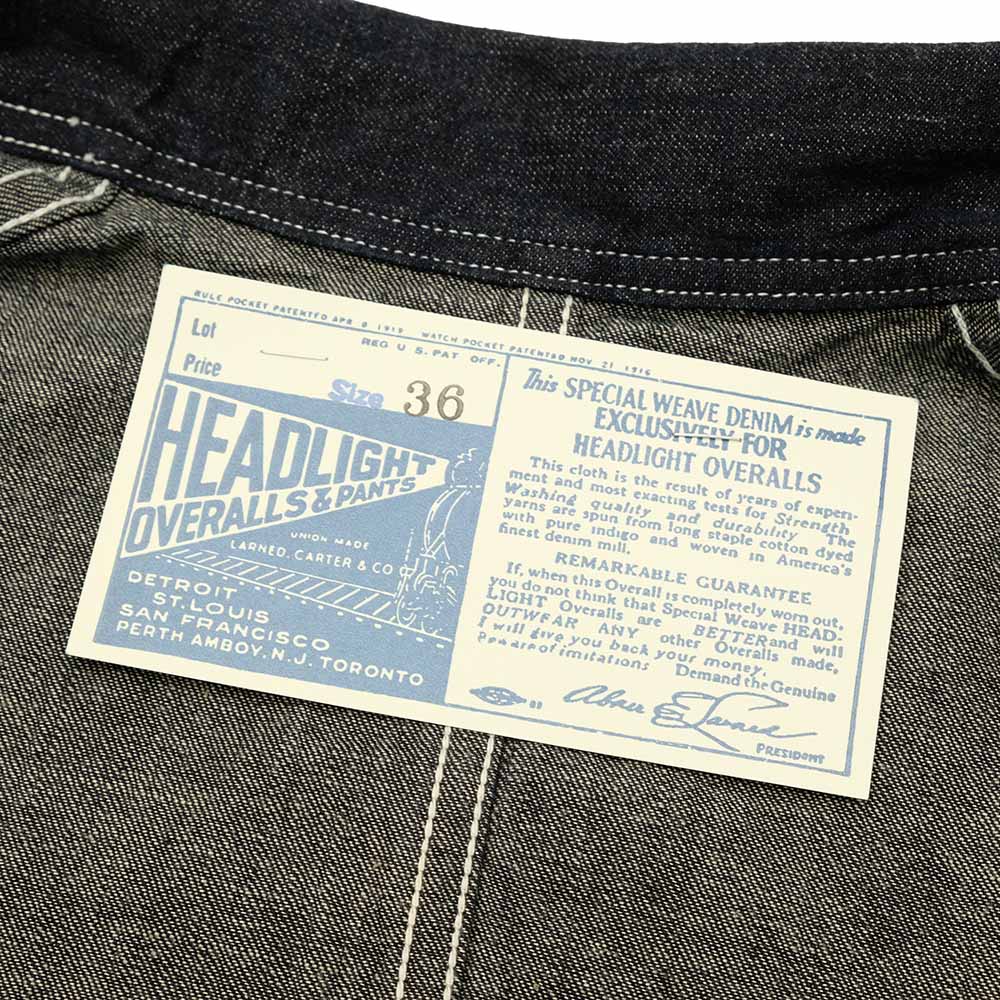 RULE POCKET PATENTED APR 8 1919 WATCH POCKET PATENTED NOV. 21 1916
REG U S. PAT OFF.
Lot
Price
Size 36
HEADLIGHT
OVERALLS & PANTS
UNION MADE
LARNED, CARTER & CO
DETROIT
ST. LOUIS
SAN FRANCISCO
PERTH AMBOY, N.J. TORONTO
This SPECIAL WEAVE DENIM is made
EXCLUSIVELY FOR
HEADLIGHT OVERALLS
This cloth is the result of years of experi-
ment and most exacting tests for Strength
Washing quality and durability The
yarns are spun from long staple cotton dyed
with pure indigo and woven in America's
finest denim mill.
REMARKABLE GUARANTEE
If, when this Overall is completely worn out,
you do not think that Special Weave HEAD-
LIGHT Overalls are BETTER and will
OUTWEAR ANY other Overalls made,
I will give you back your money.
Beware of imitations Demand the Genuine
PRESIDENT